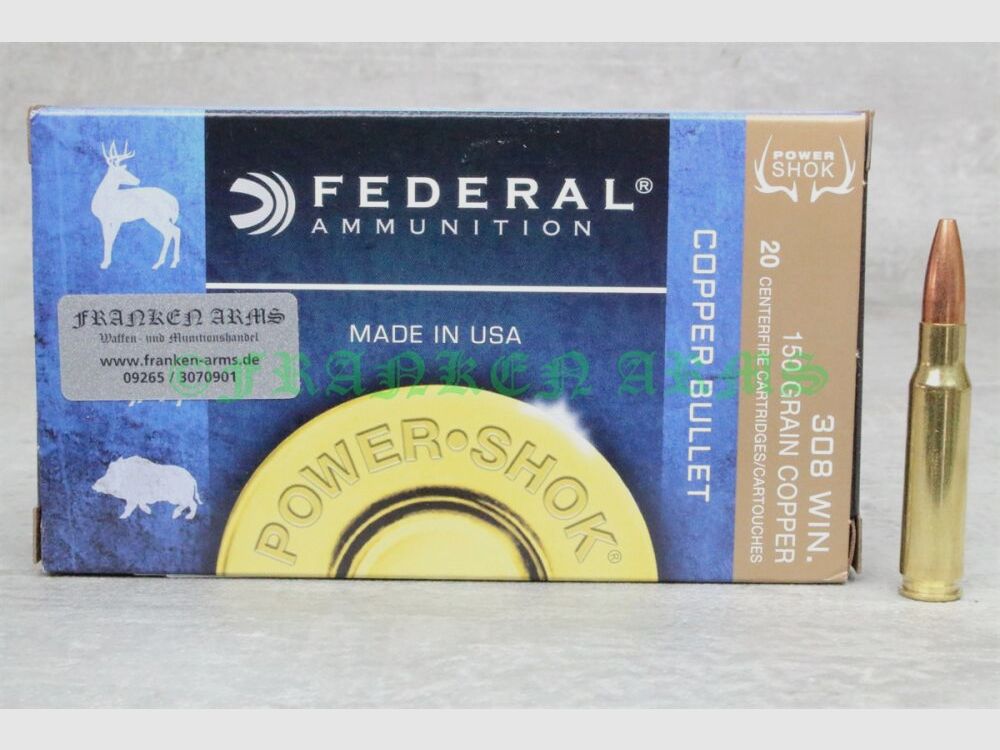 FEDERAL®
AMMUNITION
MADE IN USA
FRANKEN ARMS
Waffen- und Munitionshandel
www.franken-arms.de
09265 / 3070901
©FRANKEN ARMS
POWER•SHOK®
COPPER BULLET
POWER
SHOK
20 CENTERFIRE CARTRIDGES/CARTOUCHES
150 GRAIN COPPER
308 WIN.